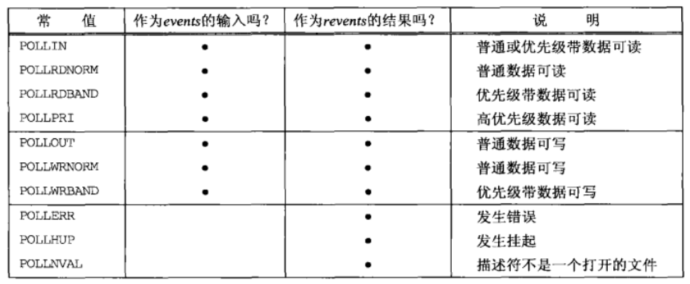 常 值 作为events的输入吗? 作为revents的结果吗? 说 明
POLLIN • • 普通或优先级带数据可读
POLLRDNORM • • 普通数据可读
POLLRDBAND • • 优先级带数据可读
POLLPRI • • 高优先级数据可读
POLLOUT • • 普通数据可写
POLLWRNORM • • 普通数据可写
POLLWRBAND • • 优先级带数据可写
POLLERR • 发生错误
POLLHUP • 发生挂起
POLLNVAL • 描述符不是一个打开的文件